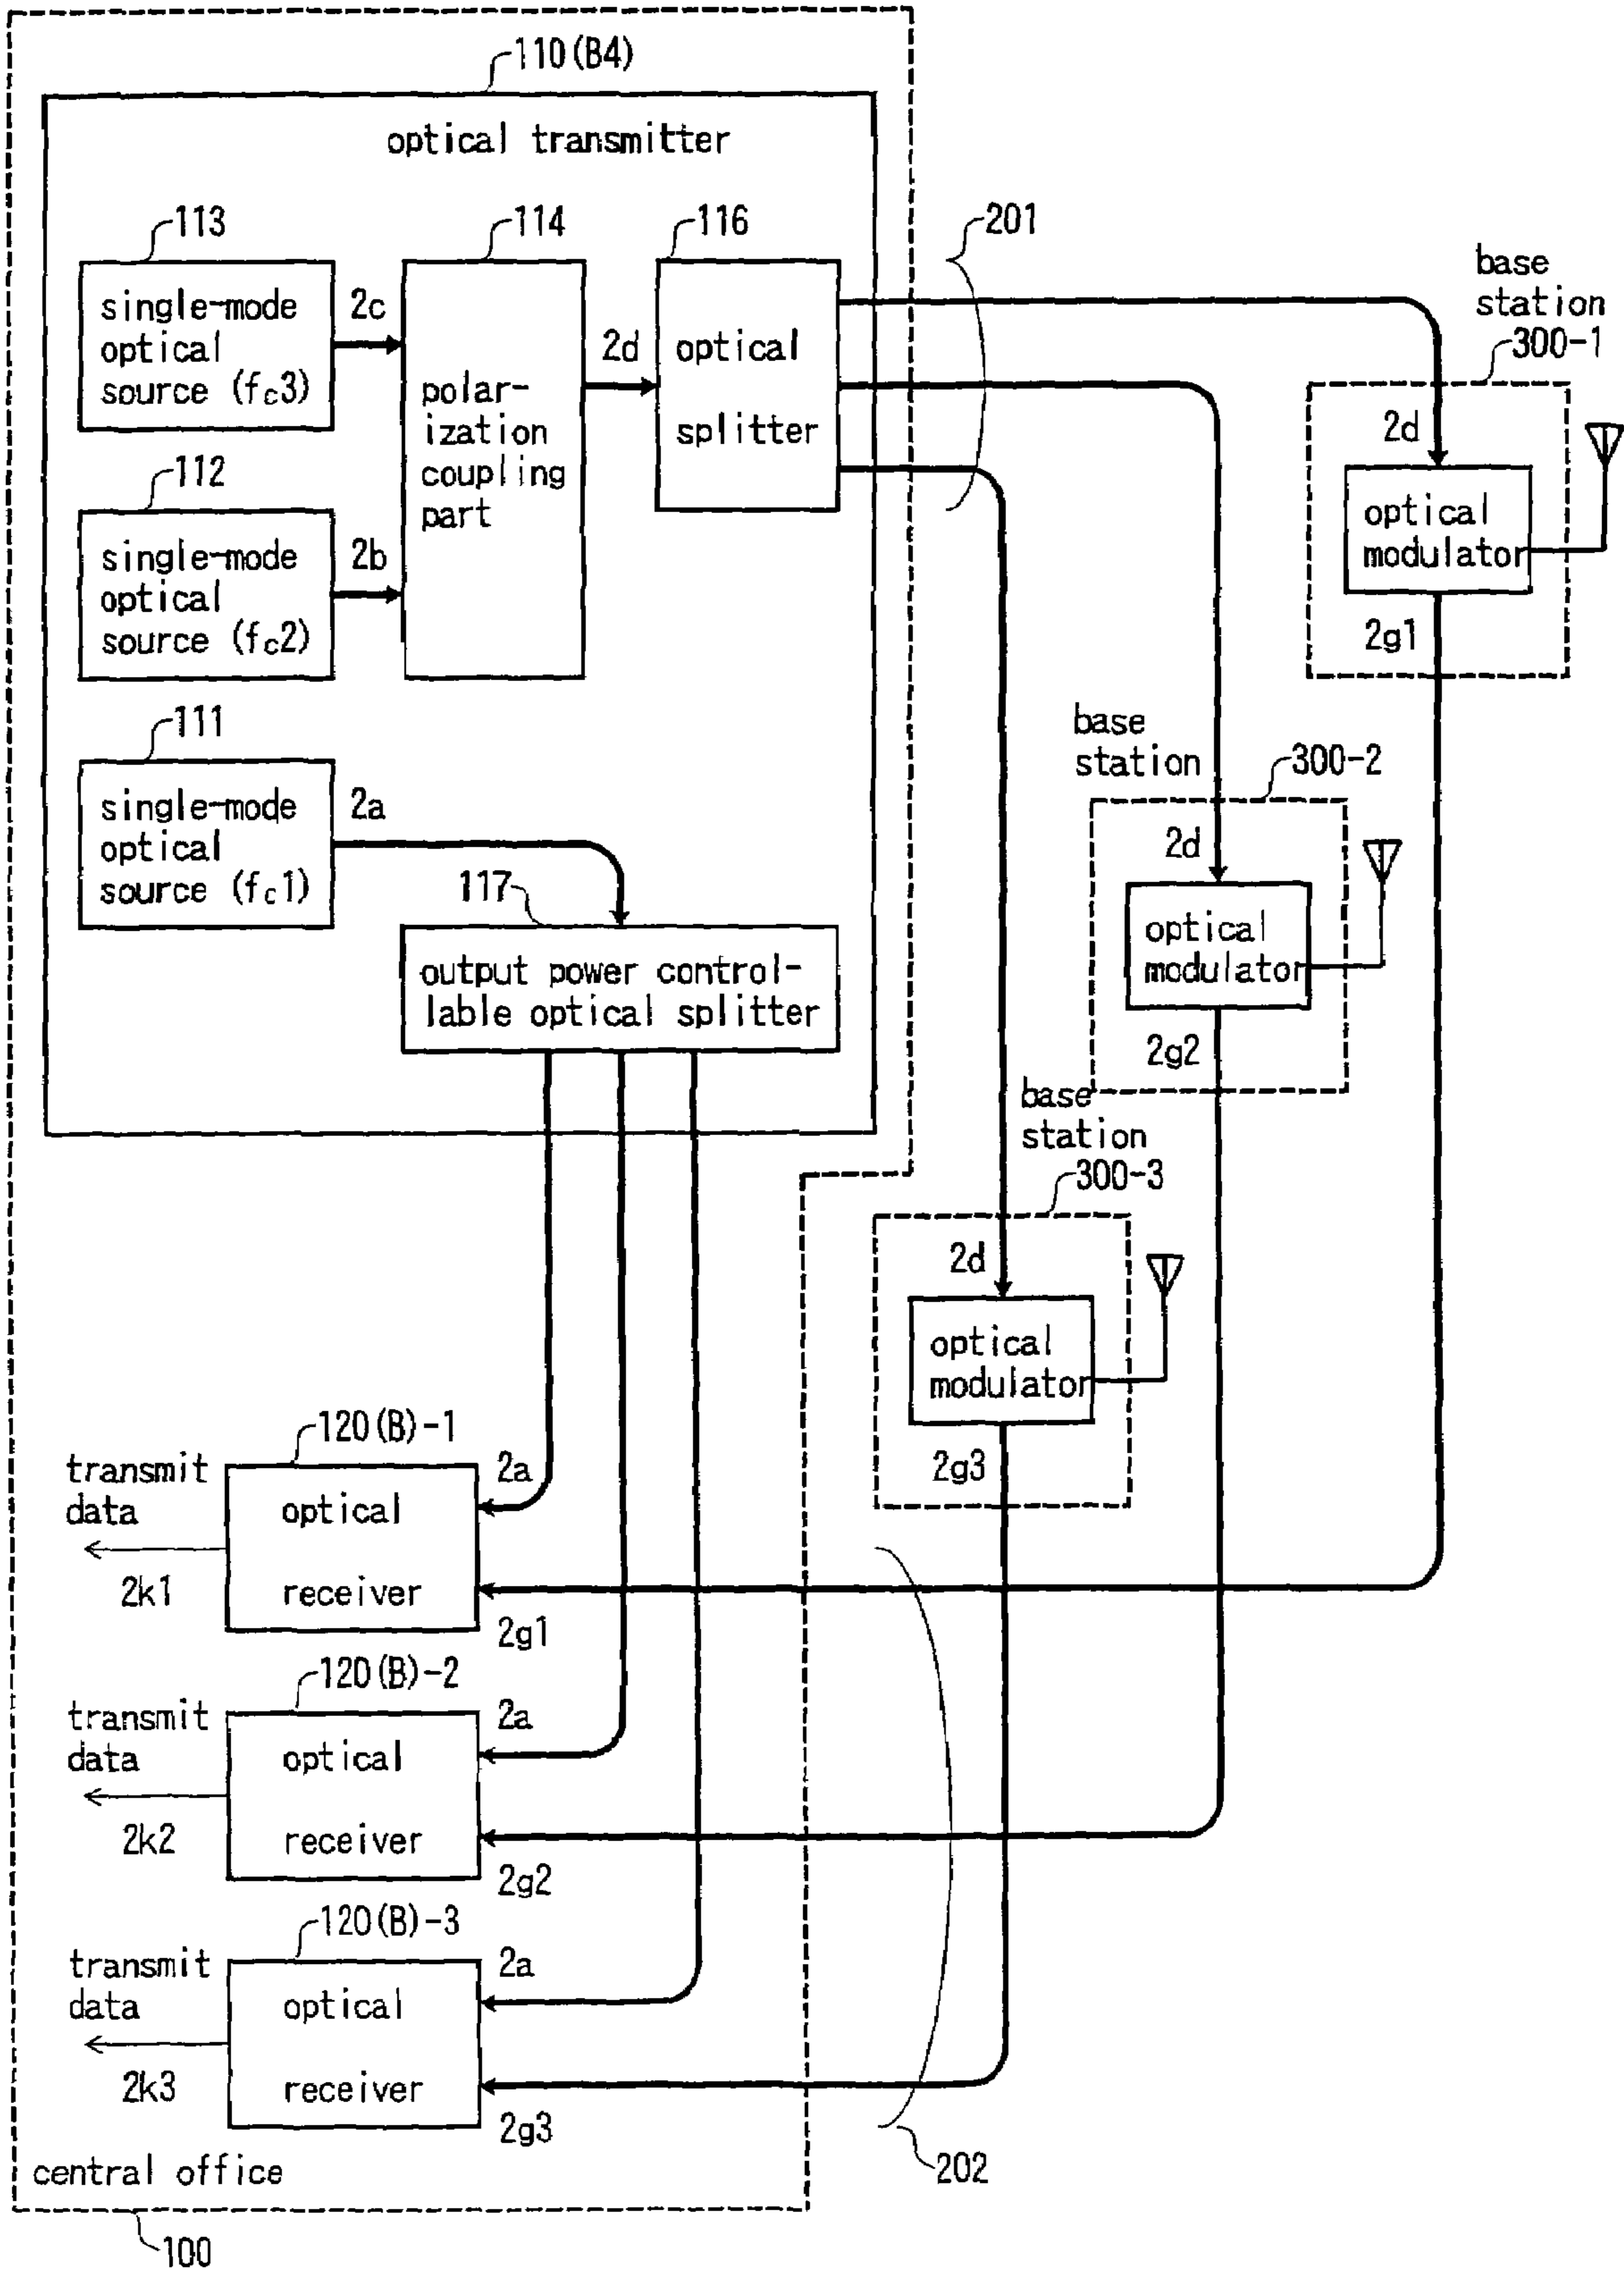 110(B4)
optical transmitter
113
114
116
201
single-mode
optical
source (fc3)
2c
polar-
ization
coupling
part
2d
optical
splitter
base
station
300-1
2d
optical
modulator
2g1
112
single-mode
optical
source (fc2)
2b
111
single-mode
optical
source (fc1)
2a
117
output power control-
lable optical splitter
base
station
300-2
2d
optical
modulator
2g2
base
station
300-3
2d
optical
modulator
2g3
120(B)-1
transmit
data
2k1
optical
receiver
2a
2g1
120(B)-2
transmit
data
2k2
optical
receiver
2a
2g2
120(B)-3
transmit
data
2k3
optical
receiver
2a
2g3
202
central office
100